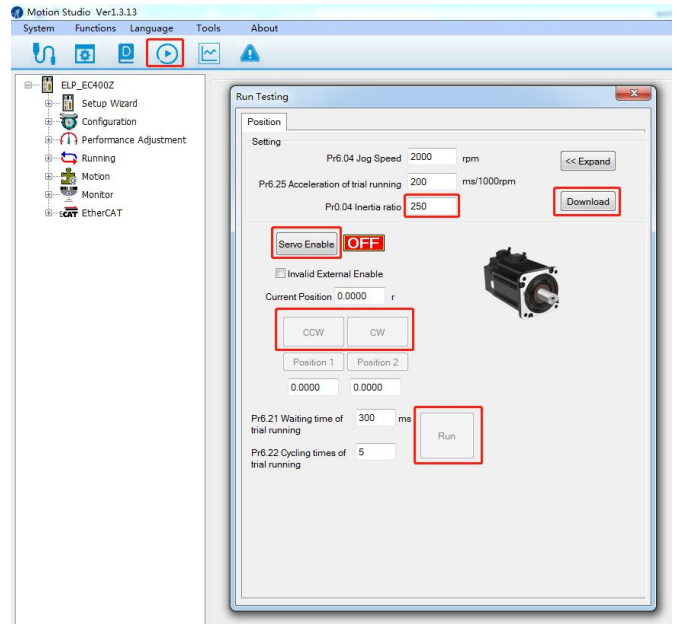 Motion Studio Ver1.3.13
System Functions Language Tools About
D
ELP_EC400Z
Setup Wizard
Configuration
Performance Adjustment
Running
Motion
Monitor
EtherCAT
Run Testing
Position
Setting
Pr6.04 Jog Speed 2000 rpm
<< Expand
Pr6.25 Acceleration of trial running 200 ms/1000rpm
Pr0.04 Inertia ratio 250
Download
Servo Enable OFF
Invalid External Enable
Current Position 0.0000 r
CCW CW
Position 1 Position 2
0.0000 0.0000
Pr6.21 Waiting time of
trial running
300 ms
Run
Pr6.22 Cycling times of
trial running
5